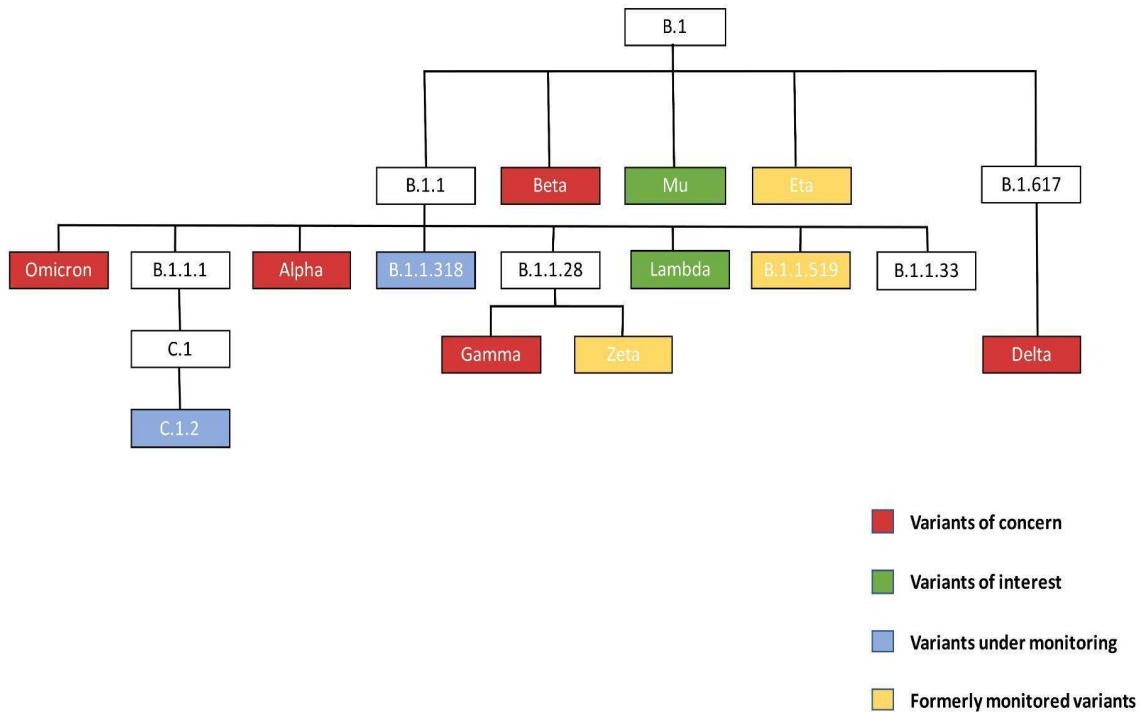 B.1
B.1.1
Beta
Mu
Eta
B.1.617
Omicron
B.1.1.1
Alpha
B.1.1.318
B.1.1.28
Lambda
B.1.1.519
B.1.1.33
C.1
Gamma
Zeta
Delta
C.1.2
Variants of concern
Variants of interest
Variants under monitoring
Formerly monitored variants